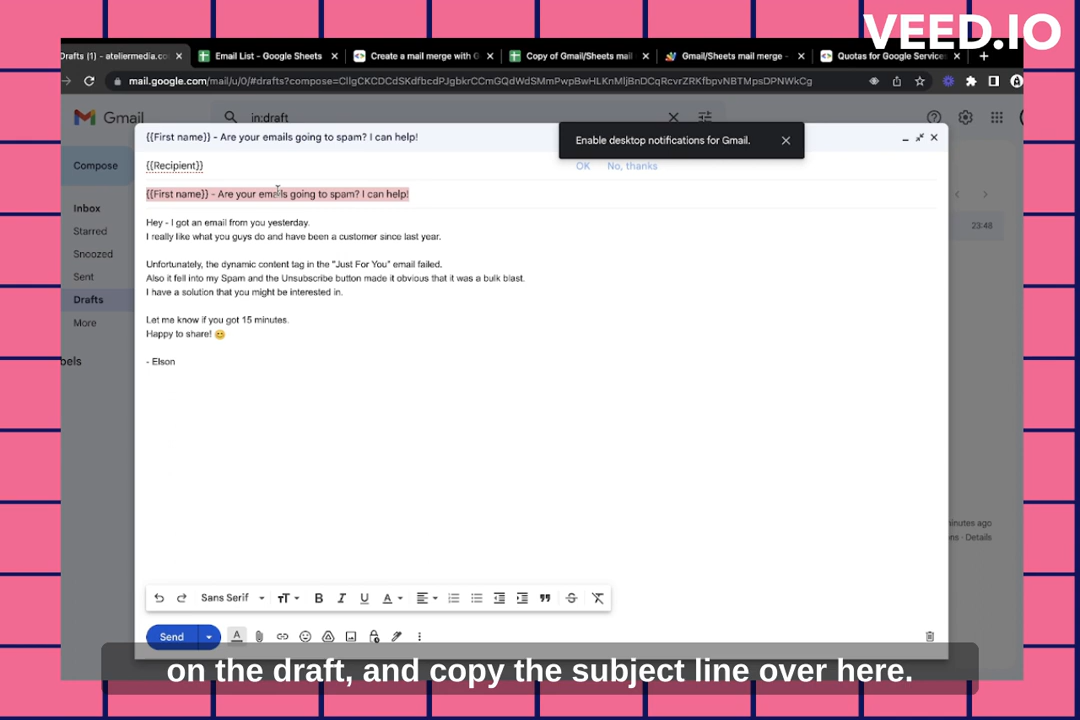 VEED.IO
Drafts (1) - ateliermedia.co
Email List - Google Sheets
Create a mail merge with G
Copy of Gmail/Sheets mail
Gmail/Sheets mail merge -
Quotas for Google Services
mail.google.com/mail/u/0/#drafts?compose=
Gmail
in:draft
{{First name}} - Are your emails going to spam? I can help!
Enable desktop notifications for Gmail.
OK No, thanks
Compose
{{Recipient}}
{{First name}} - Are your emails going to spam? I can help!
Inbox
Hey - I got an email from you yesterday.
23:48
Starred
I really like what you guys do and have been a customer since last year.
Snoozed
Unfortunately, the dynamic content tag in the "Just For You" email failed.
Sent
Also it fell into my Spam and the Unsubscribe button made it obvious that it was a bulk blast.
I have a solution that you might be interested in.
Drafts
Let me know if you got 15 minutes.
More
Happy to share! 😊
bels
- Elson
inutes ago
ns · Details
Sans Serif
Send
on the draft, and copy the subject line over here.